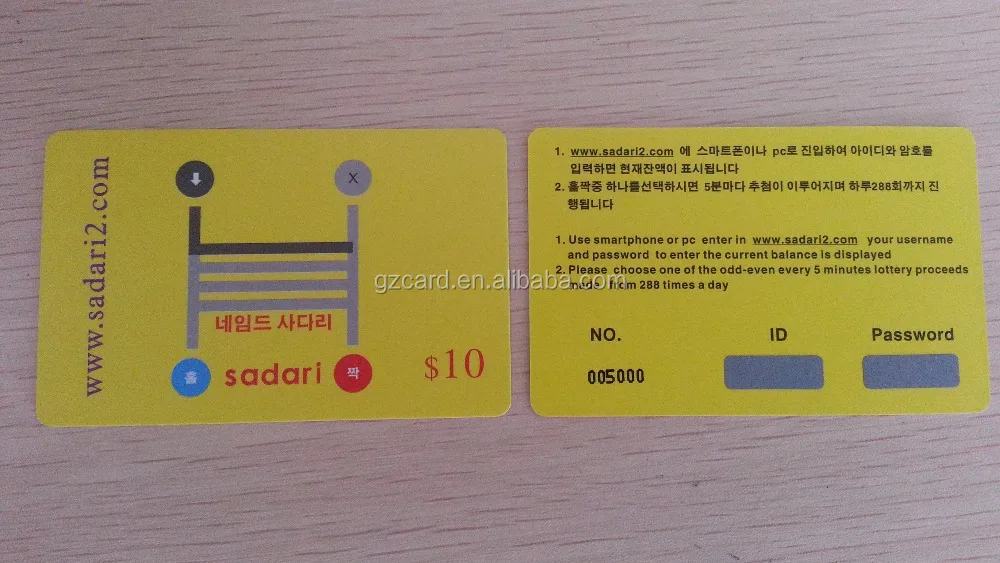 www.sadari2.com
X
네임드 사다리
홀 sadari 짝
$10
1. www.sadari2.com 에 스마트폰이나 pc로 진입하여 아이디와 암호를
입력하면 현재잔액이 표시됩니다
2. 홀짝중 하나를선택하시면 5분마다 추첨이 이루어지며 하루288회까지 진
행됩니다
1. Use smartphone or pc enter in www.sadari2.com your username
and password to enter the current balance is displayed
2. Please choose one of the odd-even every 5 minutes lottery proceeds
made from 288 times a day
NO. ID Password
005000
gzcard.en.alibaba.com